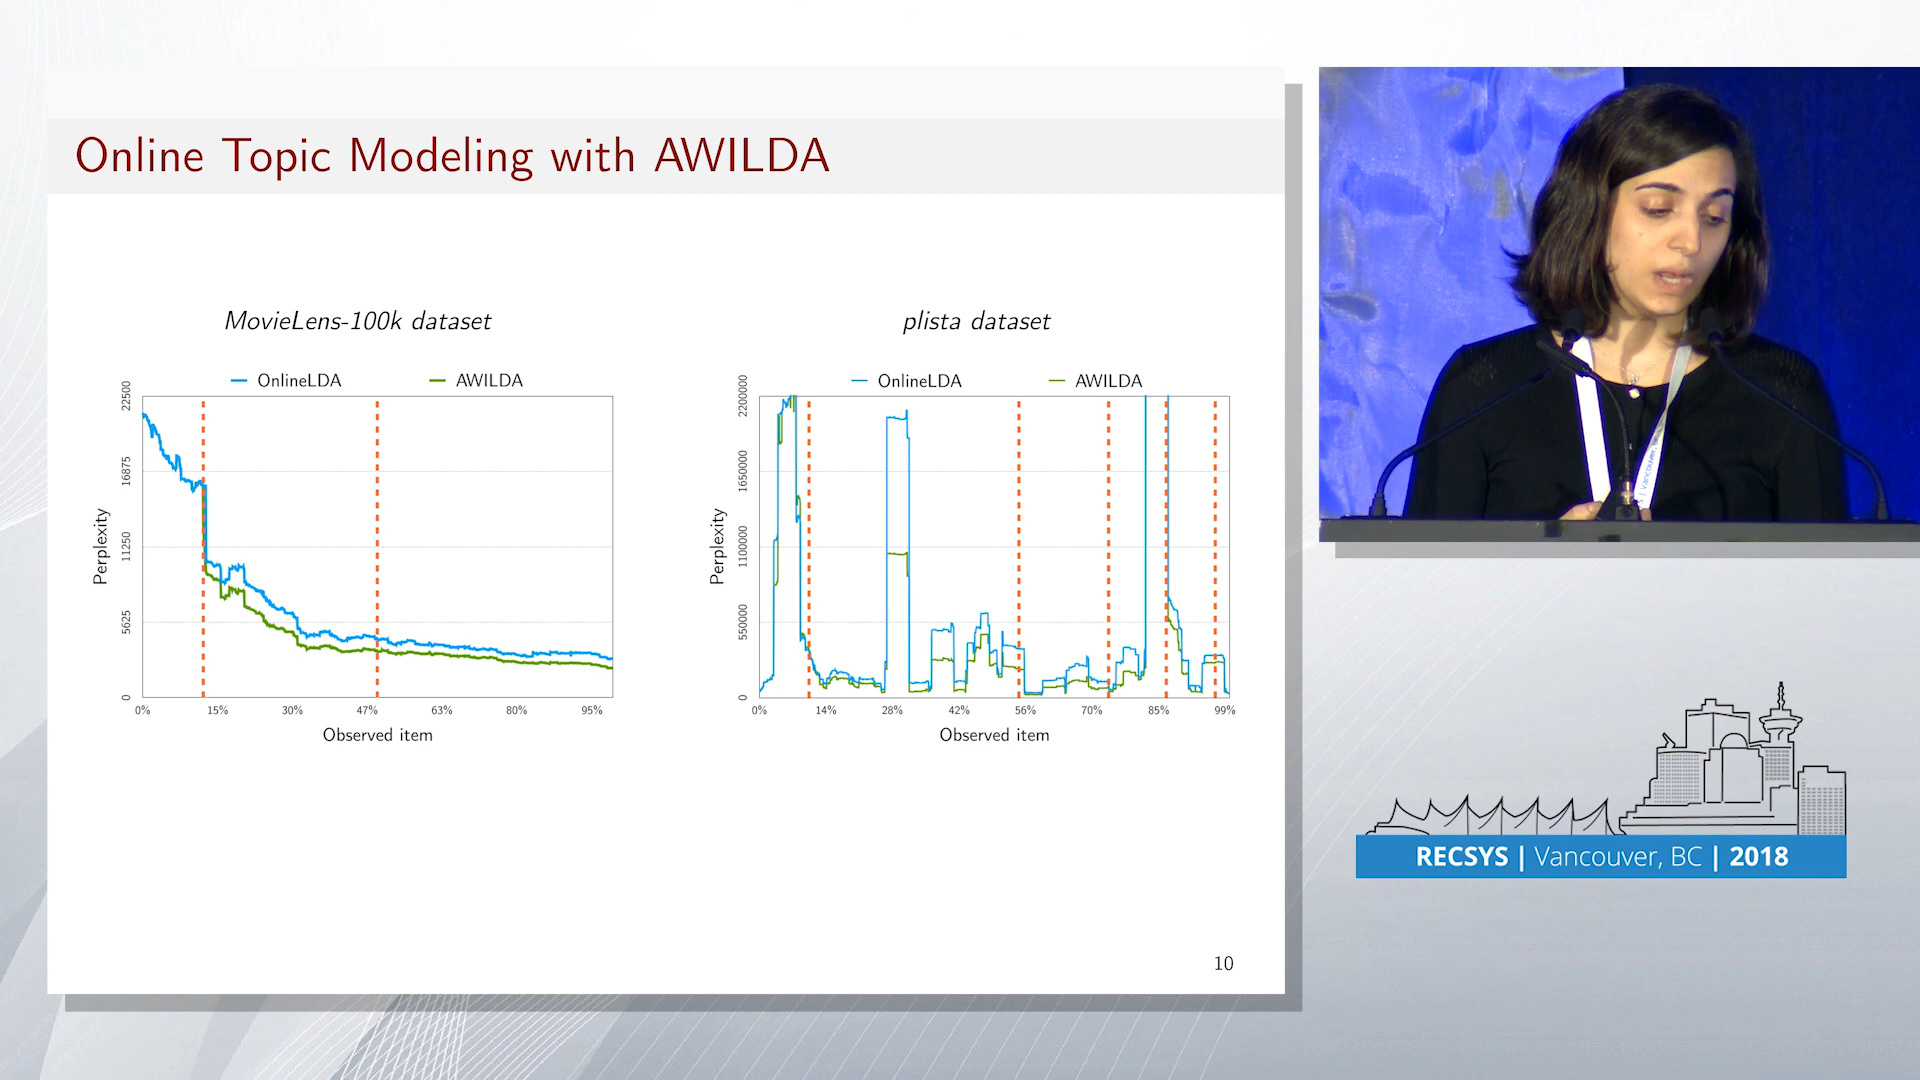 Online Topic Modeling with AWILDA
MovieLens-100k dataset
OnlineLDA AWILDA
22500
16875
11250
5625
0
Perplexity
0% 15% 30% 47% 63% 80% 95%
Observed item
plista dataset
OnlineLDA AWILDA
2200000
1650000
1100000
550000
0
Perplexity
0% 14% 28% 42% 56% 70% 85% 99%
Observed item
10
Vancouver,
RECSYS | Vancouver, BC | 2018